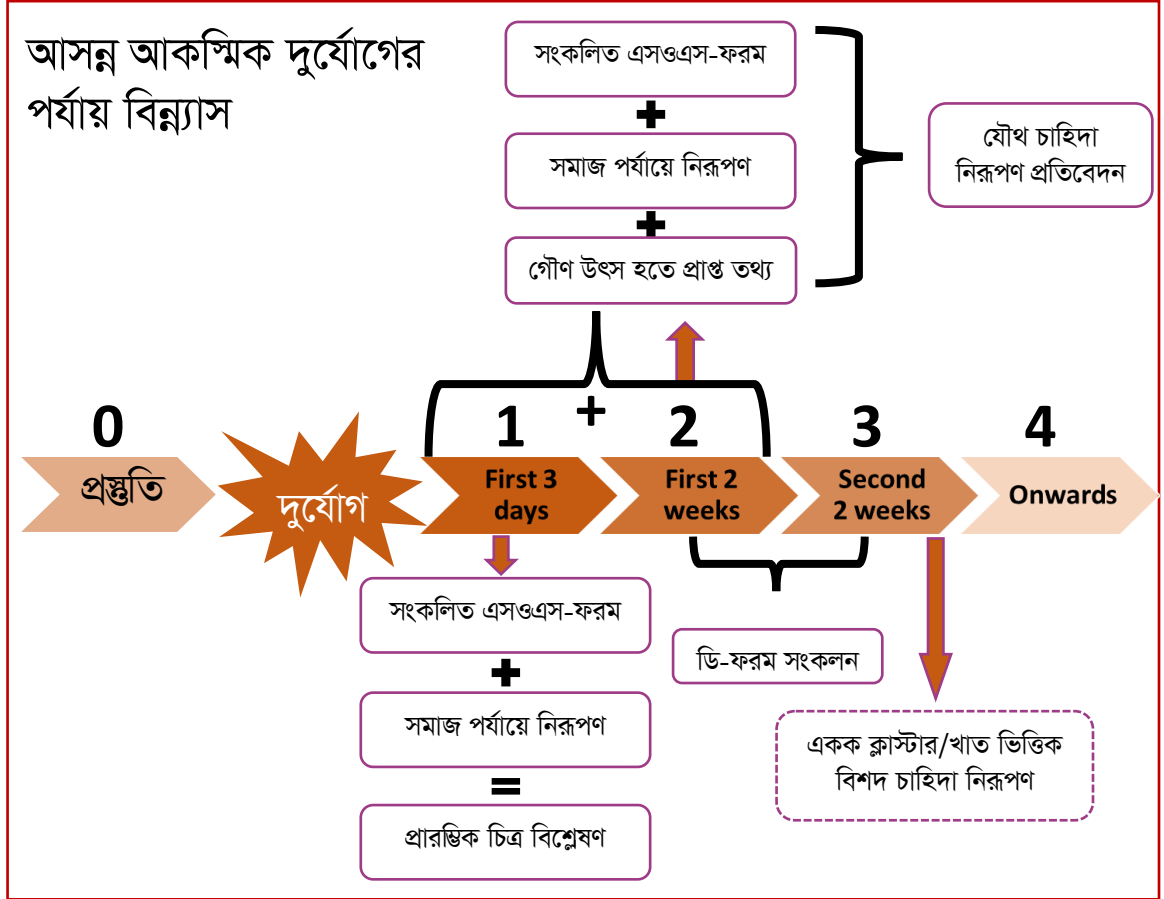 আসন্ন আকস্মিক দুর্যোগের
পর্যায় বিন্ন্যাস
সংকলিত এসওএস-ফরম
+
সমাজ পর্যায়ে নিরূপণ
+
গৌণ উৎস হতে প্রাপ্ত তথ্য
যৌথ চাহিদা
নিরূপণ প্রতিবেদন
0
1
+
2
3
4
প্রস্তুতি
দুর্যোগ
First 3
days
First 2
weeks
Second
2 weeks
Onwards
সংকলিত এসওএস-ফরম
+
সমাজ পর্যায়ে নিরূপণ
=
প্রারম্ভিক চিত্র বিশ্লেষণ
ডি-ফরম সংকলন
একক ক্লাস্টার/খাত ভিত্তিক
বিশদ চাহিদা নিরূপণ